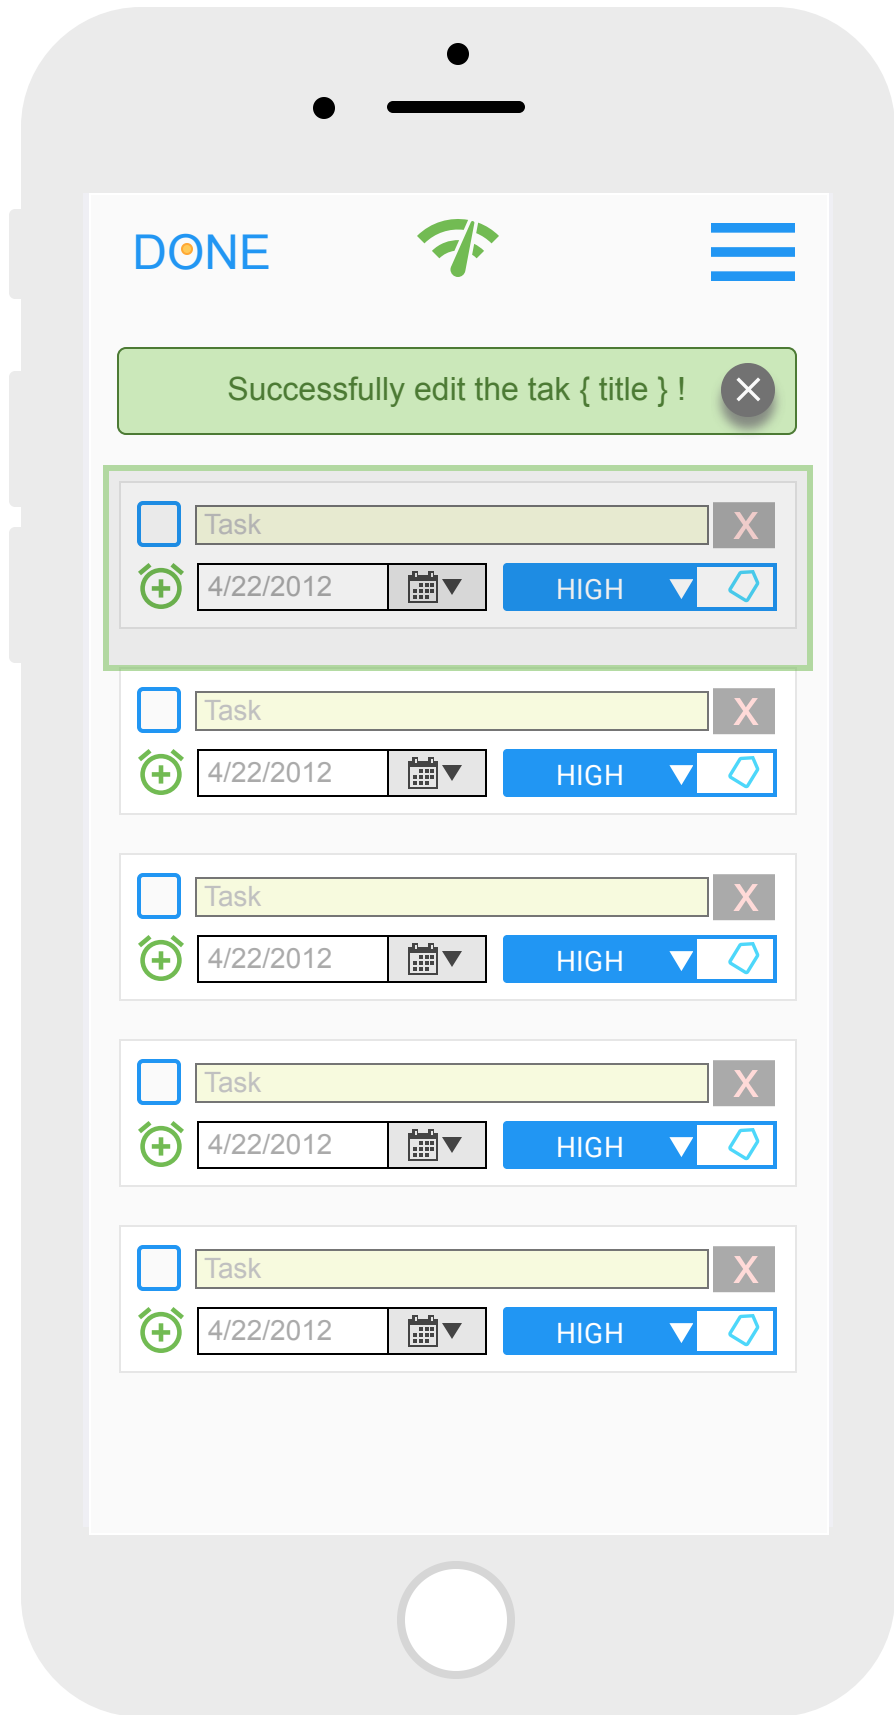 DONE
Successfully edit the tak { title } !
Task X
4/22/2012 HIGH
Task X
4/22/2012 HIGH
Task X
4/22/2012 HIGH
Task X
4/22/2012 HIGH
Task X
4/22/2012 HIGH